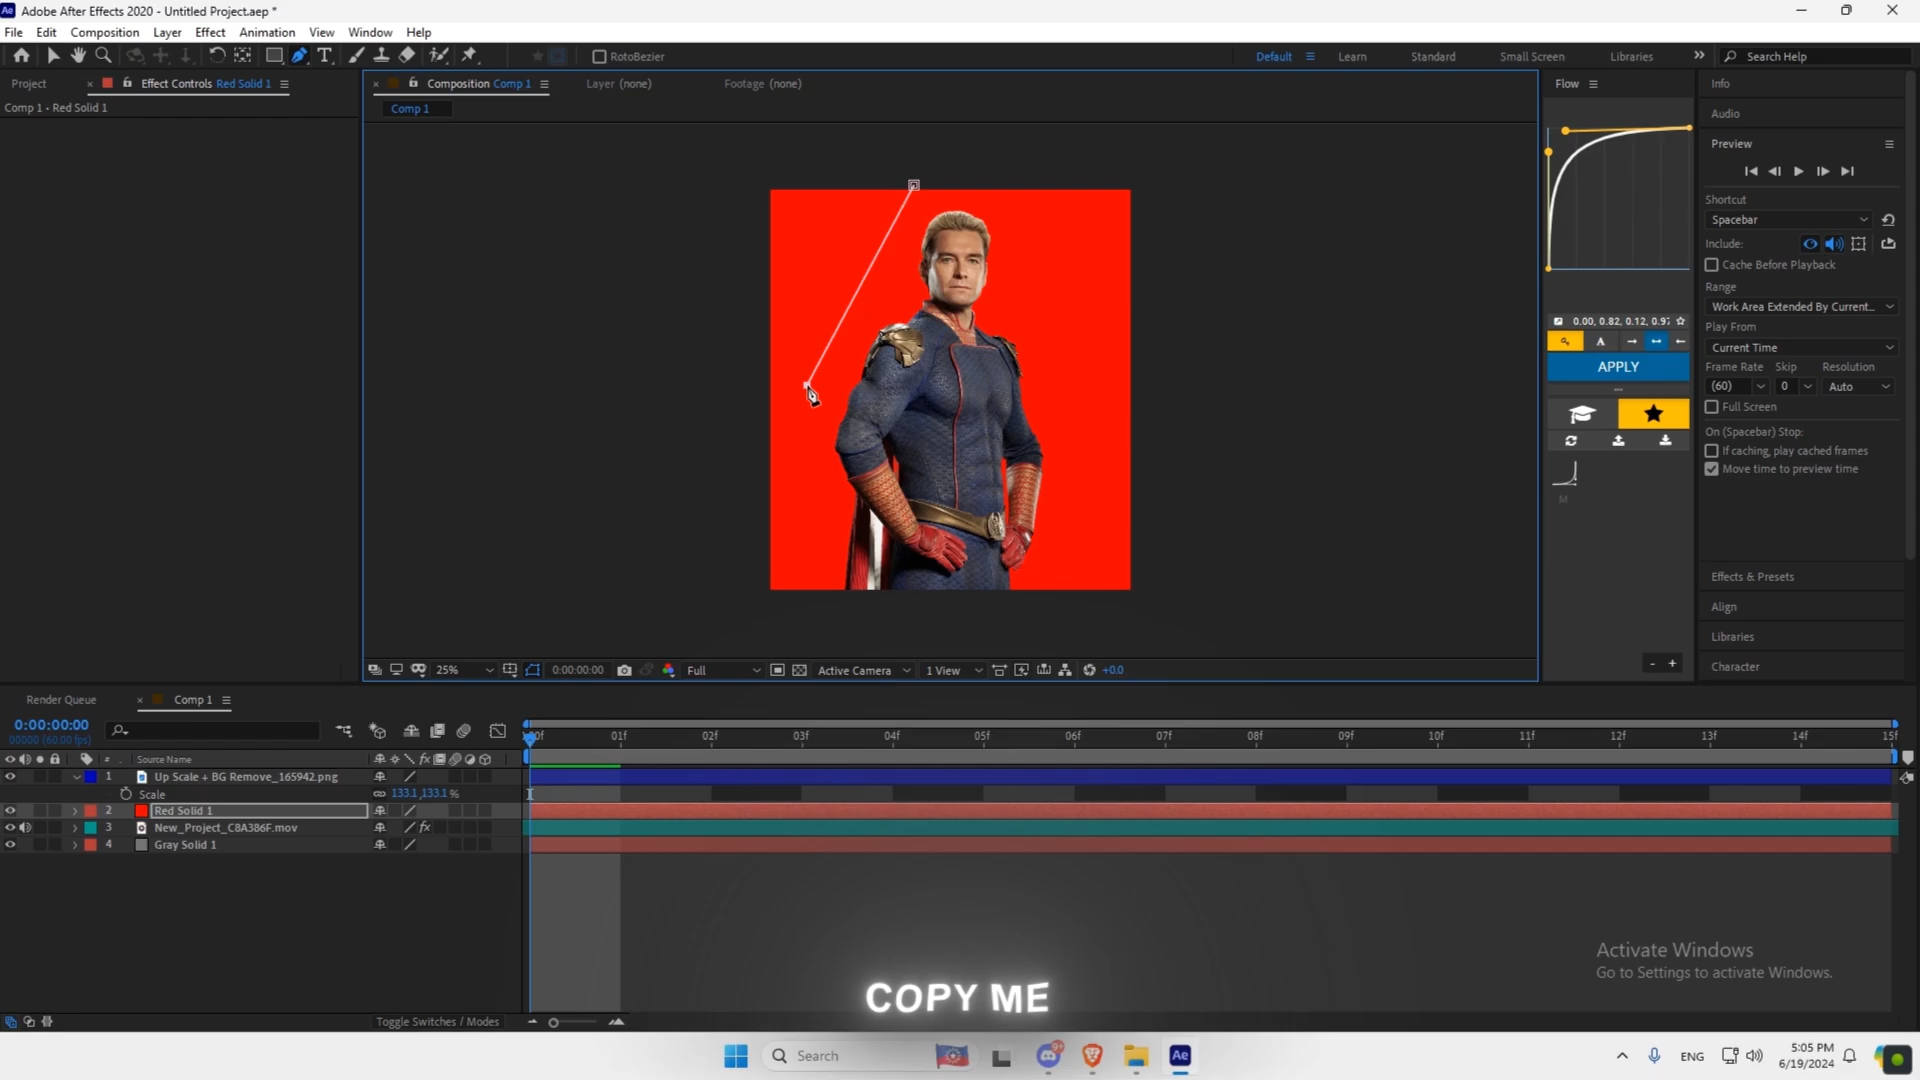 Adobe After Effects 2020 - Untitled Project.aep *
File Edit Composition Layer Effect Animation View Window Help
RotoBezier
Default Learn Standard Small Screen Libraries Search Help
Project Effect Controls Red Solid 1
Composition Comp 1 Layer (none) Footage (none)
Comp 1 • Red Solid 1
Comp 1
Flow
0.00, 0.82, 0.12, 0.97
A
APPLY
M
Info
Audio
Preview
Shortcut
Spacebar
Include:
Cache Before Playback
Range
Work Area Extended By Current...
Play From
Current Time
Frame Rate Skip Resolution
(60) 0 Auto
Full Screen
On (Spacebar) Stop:
If caching, play cached frames
Move time to preview time
Effects & Presets
Align
Libraries
Character
25% 0:00:00:00 Full Active Camera 1 View +0.0
Render Queue Comp 1
0:00:00:00
00000 (60.00 fps)
:00f 01f 02f 03f 04f 05f 06f 07f 08f 09f 10f 11f 12f 13f 14f 15f
# Source Name
1 Up Scale + BG Remove_165942.png
Scale 133.1,133.1 %
2 Red Solid 1
3 New_Project_C8A386F.mov
4 Gray Solid 1
Toggle Switches / Modes
Activate Windows
Go to Settings to activate Windows.
COPY ME
Search
Ae
ENG
5:05 PM
6/19/2024